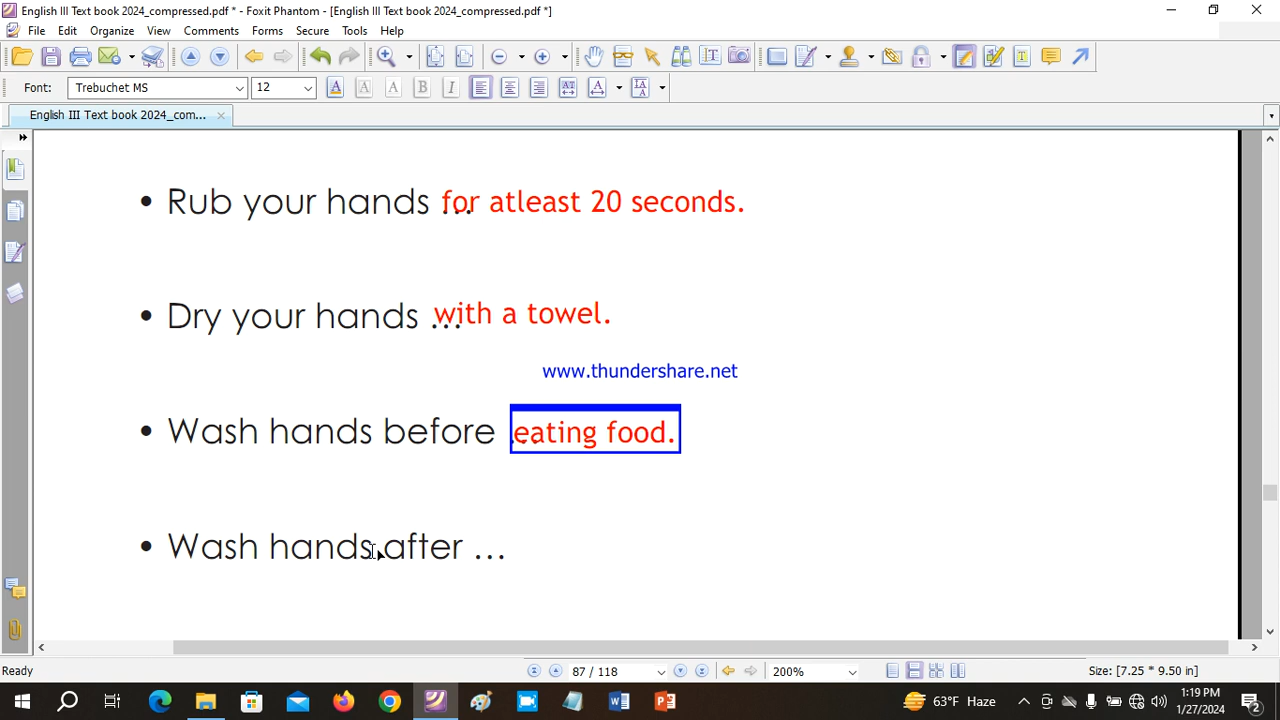 English III Text book 2024_compressed.pdf * - Foxit Phantom - [English III Text book 2024_compressed.pdf *]
File Edit Organize View Comments Forms Secure Tools Help
Font: Trebuchet MS 12
English III Text book 2024_com...
• Rub your hands ... for atleast 20 seconds.
• Dry your hands ... with a towel.
www.thundershare.net
• Wash hands before ... eating food.
• Wash hands after ...
Ready 87 / 118 200% Size: [7.25 * 9.50 in]
63°F Haze 1:19 PM
1/27/2024 2